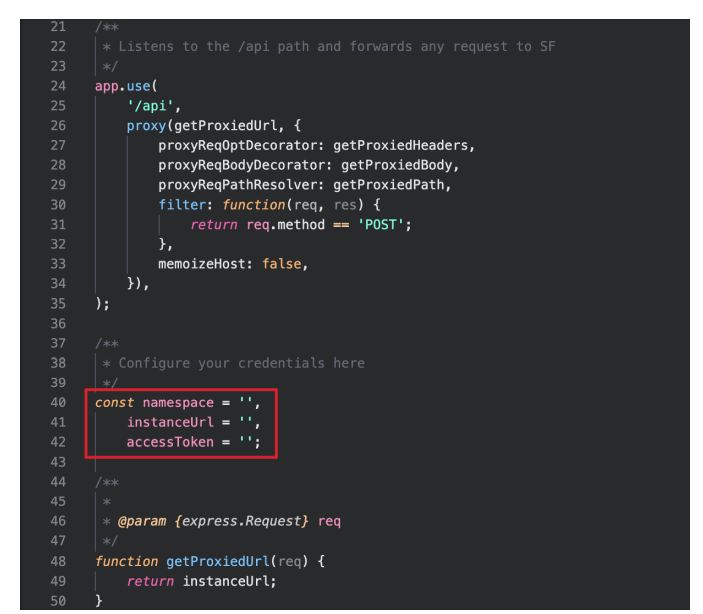 21 /**
22  * Listens to the /api path and forwards any request to SF
23  */
24 app.use(
25     '/api',
26     proxy(getProxiedUrl, {
27         proxyReqOptDecorator: getProxiedHeaders,
28         proxyReqBodyDecorator: getProxiedBody,
29         proxyReqPathResolver: getProxiedPath,
30         filter: function(req, res) {
31             return req.method == 'POST';
32         },
33         memoizeHost: false,
34     }),
35 );
36
37 /**
38  * Configure your credentials here
39  */
40 const namespace = '',
41     instanceUrl = '',
42     accessToken = '';
43
44 /**
45  *
46  * @param {express.Request} req
47  */
48 function getProxiedUrl(req) {
49     return instanceUrl;
50 }